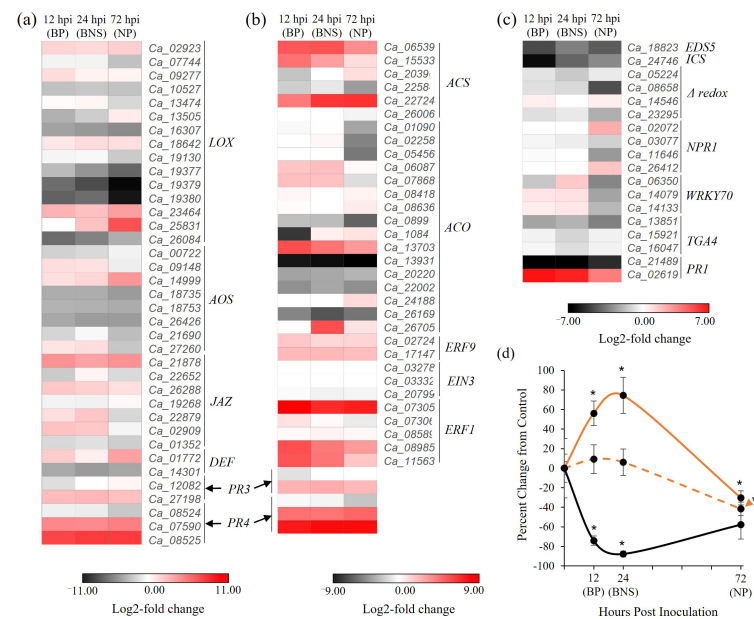 (a)
12 hpi 24 hpi 72 hpi
(BP) (BNS) (NP)
Ca_02923
Ca_07744
Ca_09277
Ca_10527
Ca_13474
Ca_13505
Ca_16307
Ca_18642
Ca_19130
Ca_19377
Ca_19379
Ca_19380
Ca_23464
Ca_25831
Ca_26084
LOX
Ca_00722
Ca_09148
Ca_14999
Ca_18735
Ca_18753
Ca_26426
Ca_21690
Ca_27260
AOS
Ca_21878
Ca_22652
Ca_26288
Ca_19268
Ca_22879
Ca_02909
Ca_01352
JAZ
Ca_01772
Ca_14301
DEF
Ca_12082
Ca_27198
PR3
Ca_08524
Ca_07590
Ca_08525
PR4
-11.00 0.00 11.00
Log2-fold change
(b)
12 hpi 24 hpi 72 hpi
(BP) (BNS) (NP)
Ca_06539
Ca_15533
Ca_2039
Ca_2258
Ca_22724
Ca_26006
ACS
Ca_01090
Ca_02258
Ca_05456
Ca_06087
Ca_07868
Ca_08418
Ca_08636
Ca_0899
Ca_1084
Ca_13703
Ca_13931
Ca_20220
Ca_22002
Ca_24188
Ca_26169
Ca_26705
ACO
Ca_02724
Ca_17147
ERF9
Ca_03278
Ca_03332
Ca_20799
EIN3
Ca_07305
Ca_07306
Ca_08589
Ca_08985
Ca_11563
ERF1
-9.00 0.00 9.00
Log2-fold change
(c)
12 hpi 24 hpi 72 hpi
(BP) (BNS) (NP)
Ca_18823 EDS5
Ca_24746 ICS
Ca_05224
Ca_08658
Ca_14546
Ca_23295
Δ redox
Ca_02072
Ca_03077
Ca_11646
Ca_26412
NPR1
Ca_06350
Ca_14079
Ca_14133
WRKY70
Ca_13851
Ca_15921
Ca_16047
TGA4
Ca_21489
Ca_02619
PR1
-7.00 0.00 7.00
Log2-fold change
(d)
Percent Change from Control
100
80
60
40
20
0
-20
-40
-60
-80
-100
* * * * * *
12 24 72
(BP) (BNS) (NP)
Hours Post Inoculation